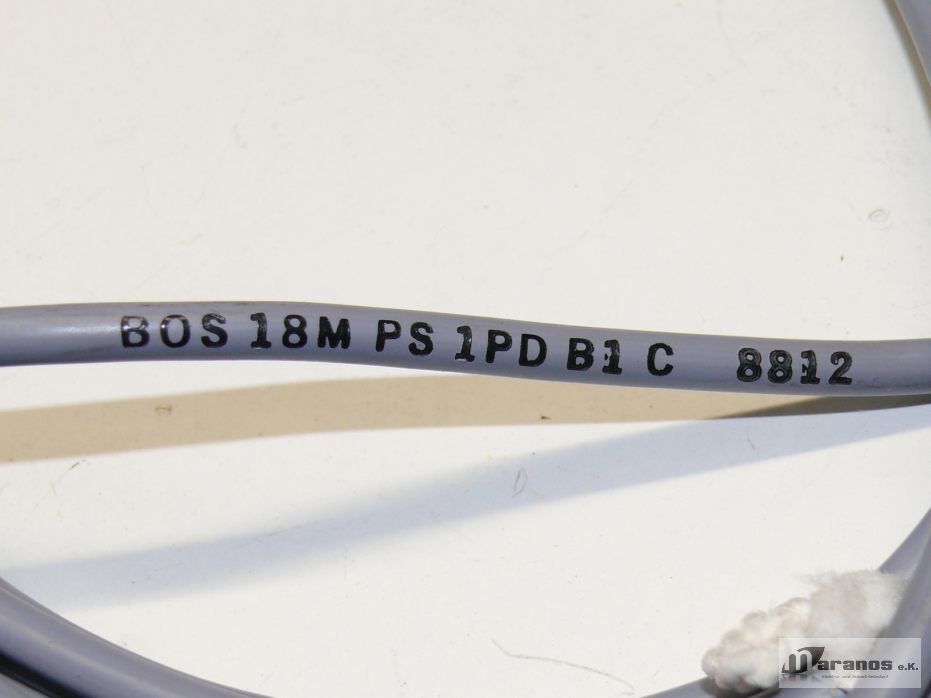 BOS 18M PS 1PD B1 C 8812
maranos e.K.